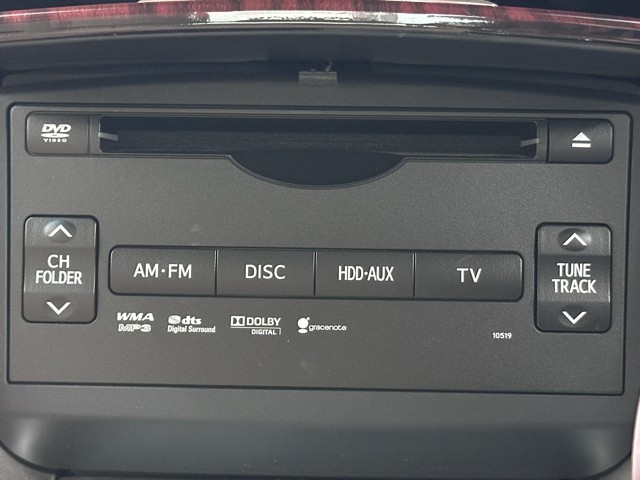 DVD
VIDEO
CH
FOLDER
AM·FM
DISC
HDD·AUX
TV
TUNE
TRACK
WMA
MP3
dts
Digital Surround
DOLBY
DIGITAL
gracenote
10519